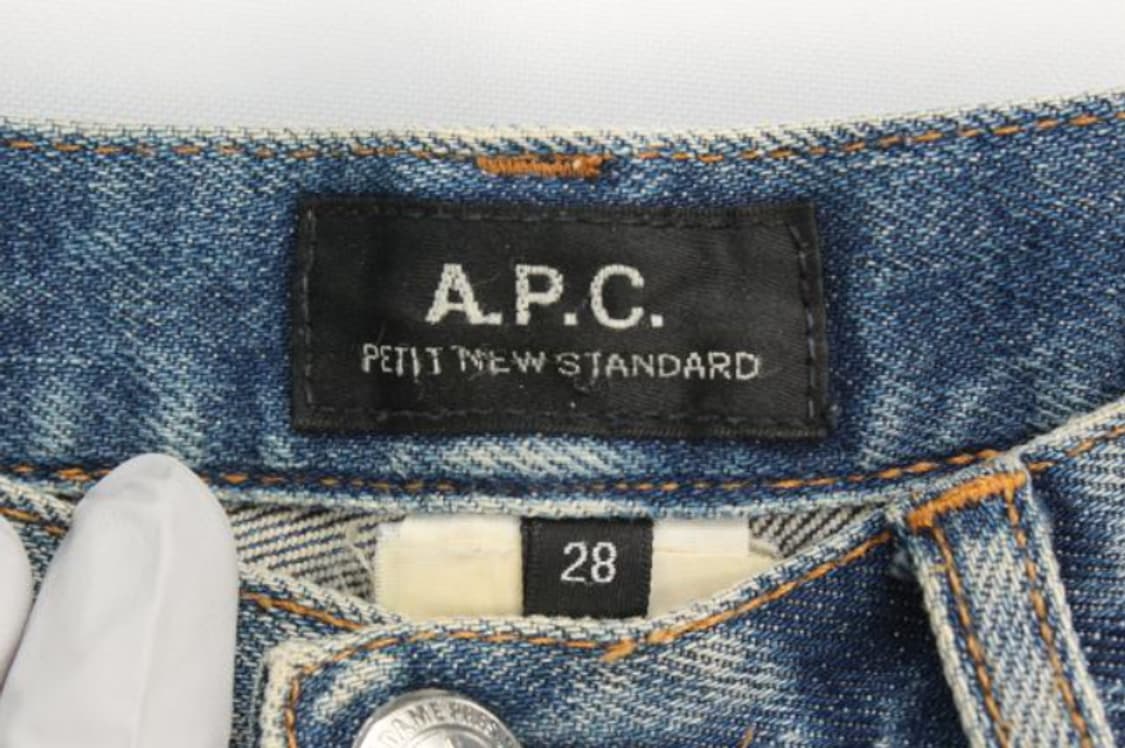 A.P.C.
PETIT NEW STANDARD
28